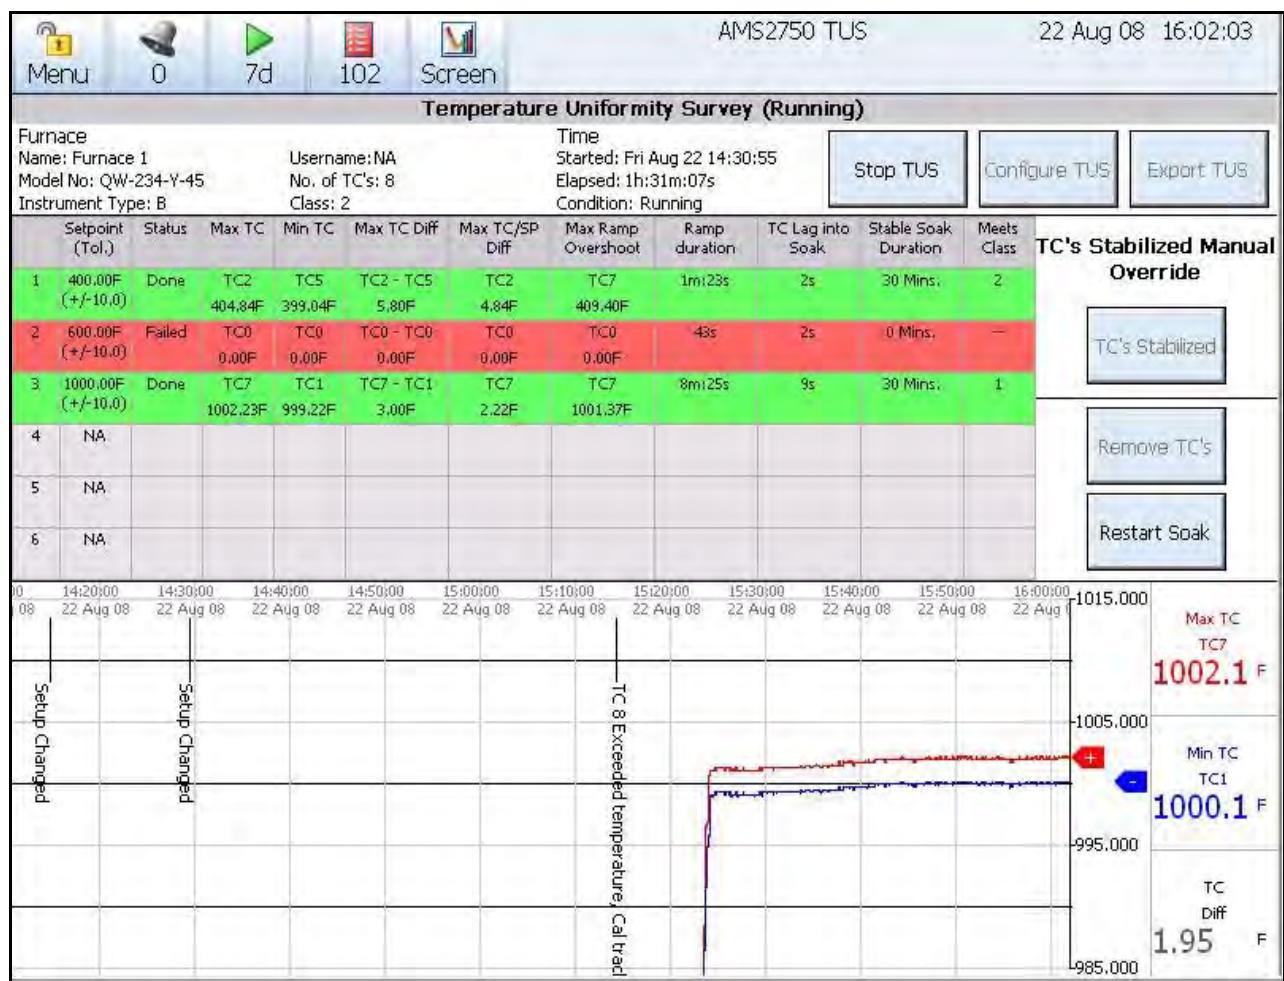 AMS2750 TUS
22 Aug 08 16:02:03
Menu 0 7d 102 Screen
Temperature Uniformity Survey (Running)
Furnace
Name: Furnace 1
Model No: QW-234-Y-45
Instrument Type: B
Username:NA
No. of TC's: 8
Class: 2
Time
Started: Fri Aug 22 14:30:55
Elapsed: 1h:31m:07s
Condition: Running
Stop TUS
Configure TUS
Export TUS
Setpoint (Tol.) Status Max TC Min TC Max TC Diff Max TC/SP Diff Max Ramp Overshoot Ramp duration TC Lag into Soak Stable Soak Duration Meets Class
1 400.00F Done TC2 TC5 TC2 - TC5 TC2 TC7 1m:23s 2s 30 Mins. 2
(+/-10.0) 404.84F 399.04F 5.80F 4.84F 409.40F
2 600.00F Failed TC0 TC0 TC0 - TC0 TC0 TC0 43s 2s 0 Mins. ---
(+/-10.0) 0.00F 0.00F 0.00F 0.00F 0.00F
3 1000.00F Done TC7 TC1 TC7 - TC1 TC7 TC7 8m:25s 9s 30 Mins. 1
(+/-10.0) 1002.23F 999.22F 3.00F 2.22F 1001.37F
4 NA
5 NA
6 NA
TC's Stabilized Manual
Override
TC's Stabilized
Remove TC's
Restart Soak
14:20:00 14:30:00 14:40:00 14:50:00 15:00:00 15:10:00 15:20:00 15:30:00 15:40:00 15:50:00 16:00:00
08 22 Aug 08 22 Aug 08 22 Aug 08 22 Aug 08 22 Aug 08 22 Aug 08 22 Aug 08 22 Aug 08 22 Aug 08 22 Aug 08 22 Aug
Setup Changed
Setup Changed
TC 8 Exceeded temperature, Cal tracl
1015.000
1005.000
995.000
985.000
Max TC
TC7
1002.1 F
Min TC
TC1
1000.1 F
TC
Diff
1.95 F